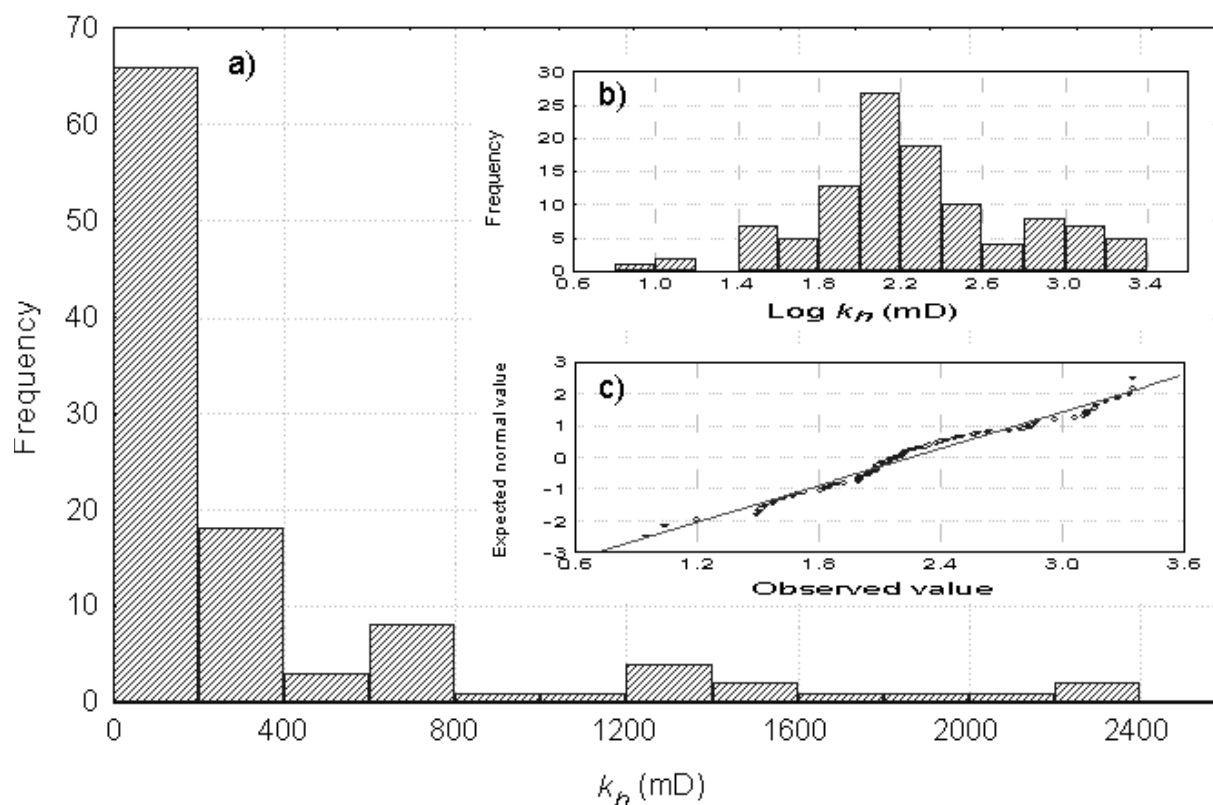 70
60
50
40
30
20
10
0
Frequency
a)
0 400 800 1200 1600 2000 2400
k_h (mD)
b)
30
25
20
15
10
5
0
Frequency
0.6 1.0 1.4 1.8 2.2 2.6 3.0 3.4
Log k_h (mD)
c)
3
2
1
0
-1
-2
-3
Expected normal value
0.6 1.2 1.8 2.4 3.0 3.6
Observed value